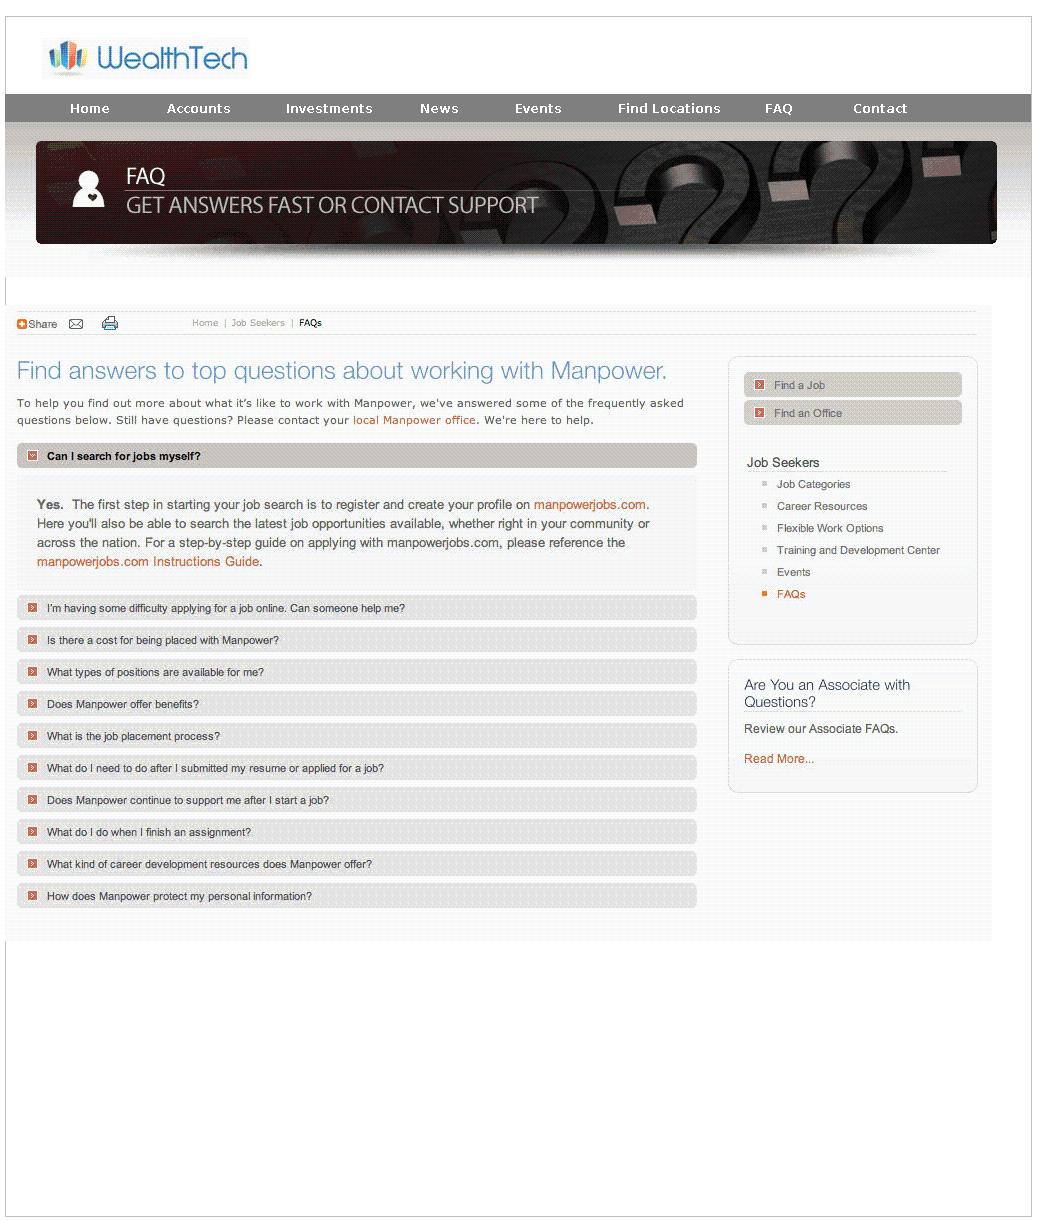 WealthTech
Home Accounts Investments News Events Find Locations FAQ Contact
FAQ
GET ANSWERS FAST OR CONTACT SUPPORT
Share
Home | Job Seekers | FAQs
Find answers to top questions about working with Manpower.
To help you find out more about what it's like to work with Manpower, we've answered some of the frequently asked
questions below. Still have questions? Please contact your local Manpower office. We're here to help.
Can I search for jobs myself?
Yes. The first step in starting your job search is to register and create your profile on manpowerjobs.com.
Here you'll also be able to search the latest job opportunities available, whether right in your community or
across the nation. For a step-by-step guide on applying with manpowerjobs.com, please reference the
manpowerjobs.com Instructions Guide.
I'm having some difficulty applying for a job online. Can someone help me?
Is there a cost for being placed with Manpower?
What types of positions are available for me?
Does Manpower offer benefits?
What is the job placement process?
What do I need to do after I submitted my resume or applied for a job?
Does Manpower continue to support me after I start a job?
What do I do when I finish an assignment?
What kind of career development resources does Manpower offer?
How does Manpower protect my personal information?
Find a Job
Find an Office
Job Seekers
Job Categories
Career Resources
Flexible Work Options
Training and Development Center
Events
FAQs
Are You an Associate with
Questions?
Review our Associate FAQs.
Read More...